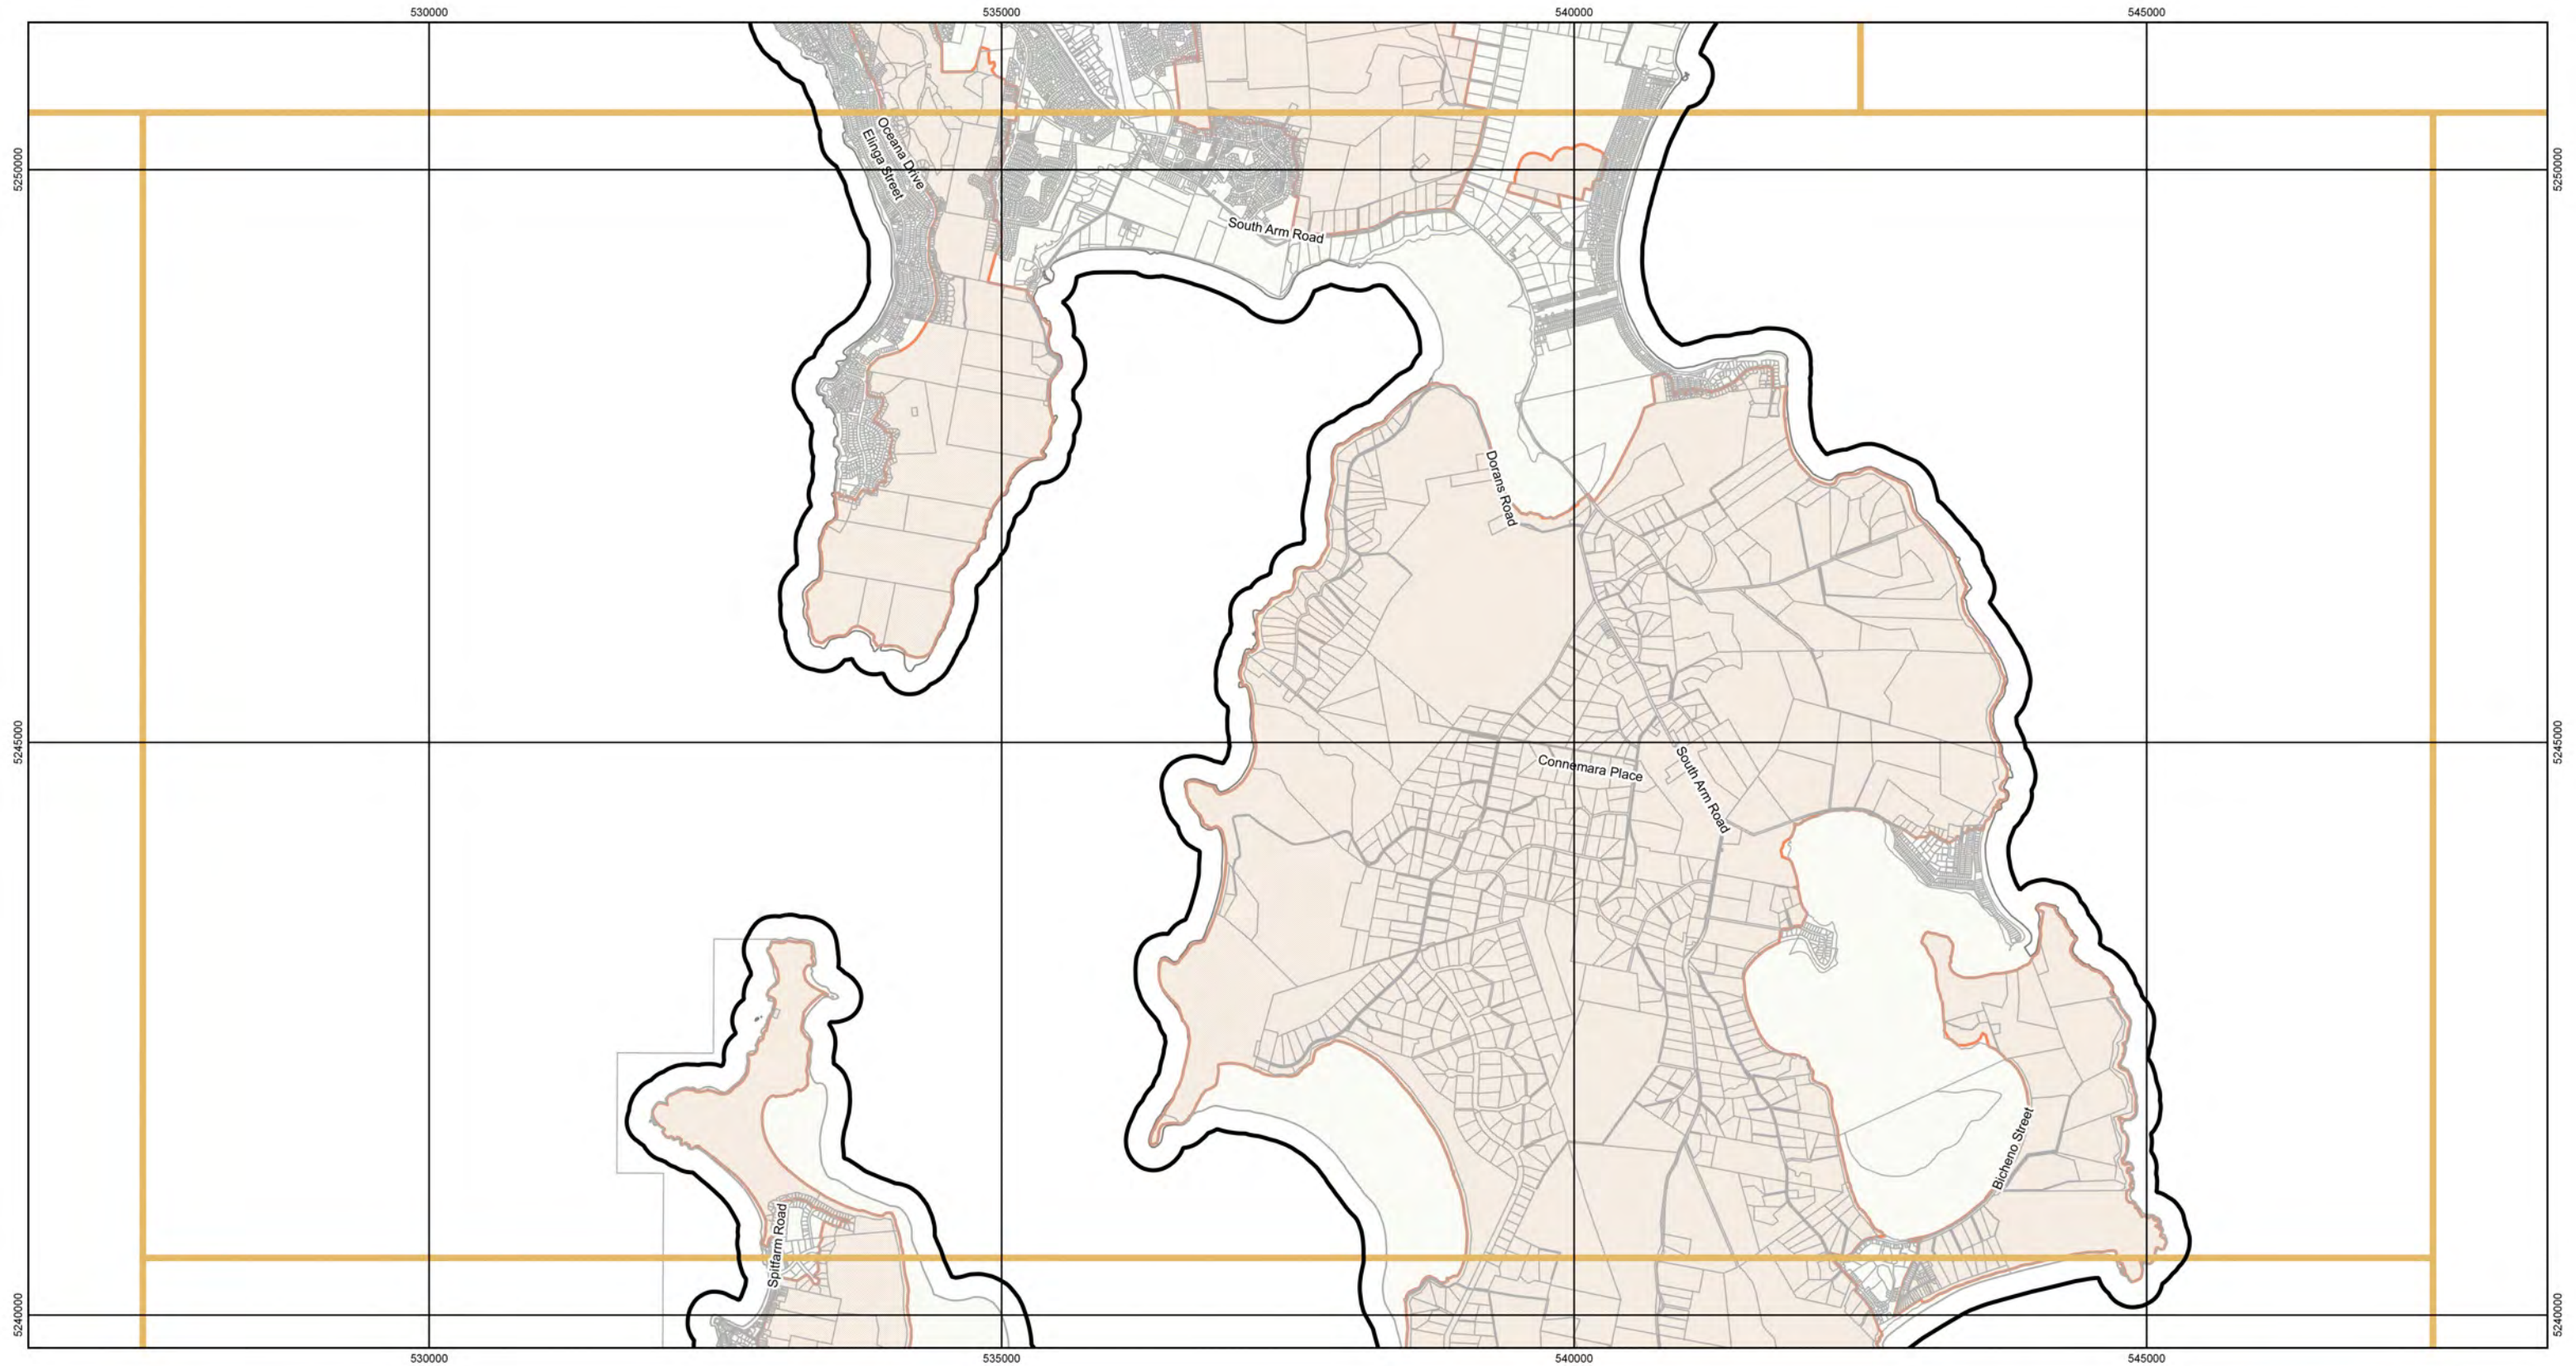 530000
535000
540000
545000
Oceana Drive
Elinga Street
5250000
5250000
South Arm Road
Dorans Road
5245000
5245000
Connemara Place
South Arm Road
Bicheno Street
Spitfarm Road
5240000
5240000
530000
535000
540000
545000